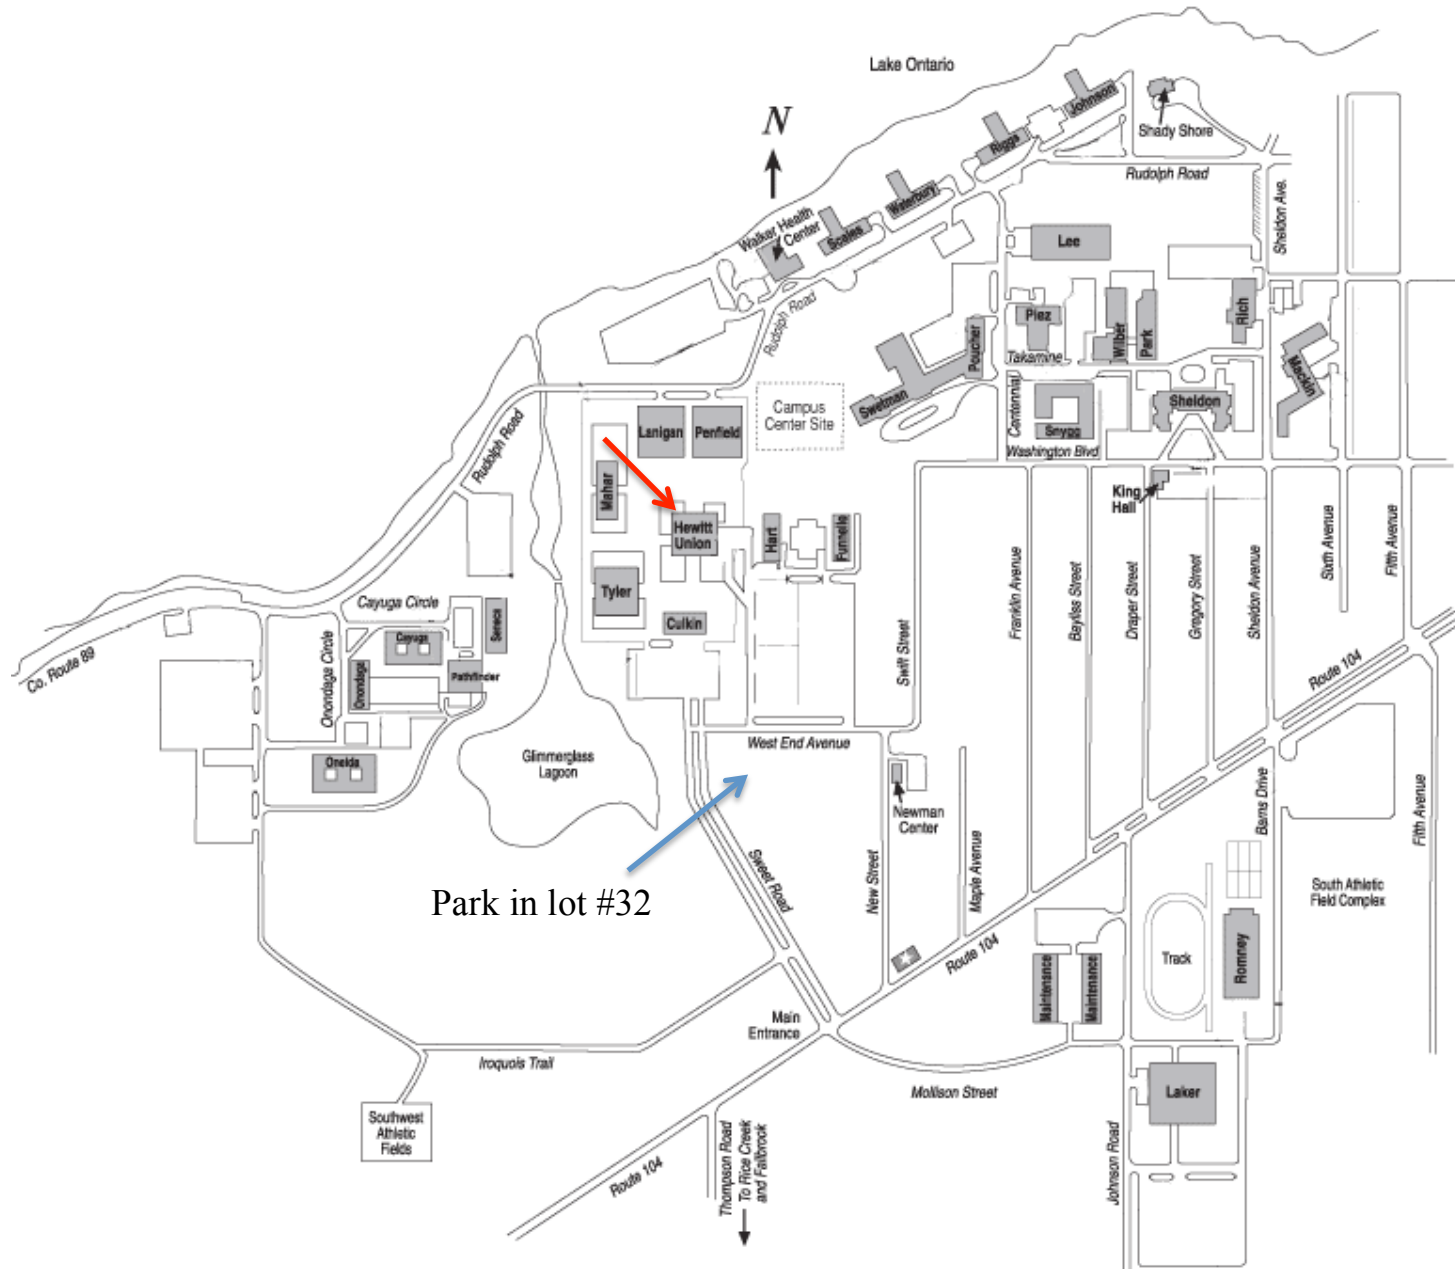 Lake Ontario
N
Johnson
Shady Shore
Riggs
Rudolph Road
Waterbury
Sheldon Ave.
Walker Health
Center
Scales
Lee
Rudolph Road
Piez
Wilber
Park
Rich
Poucher
Takamine
Mackin
Swetman
Centennial
Sheldon
Campus
Center Site
Snygg
Washington Blvd
Lanigan
Penfield
Rudolph Road
Mahar
King
Hall
Hewitt
Union
Hart
Funnelle
Tyler
Culkin
Swift Street
Franklin Avenue
Bayliss Street
Draper Street
Gregory Street
Sheldon Avenue
Sixth Avenue
Fifth Avenue
Cayuga Circle
Seneca
Cayuga
Onondaga Circle
Onondaga
Pathfinder
Co. Route 89
Route 104
Oneida
Glimmerglass
Lagoon
West End Avenue
Newman
Center
Barns Drive
Fifth Avenue
Sweet Road
New Street
Maple Avenue
Park in lot #32
South Athletic
Field Complex
Route 104
Maintenance
Maintenance
Track
Romney
Main
Entrance
Iroquois Trail
Mollison Street
Laker
Southwest
Athletic
Fields
Route 104
Thompson Road
To Rice Creek
and Fallbrook
Johnson Road